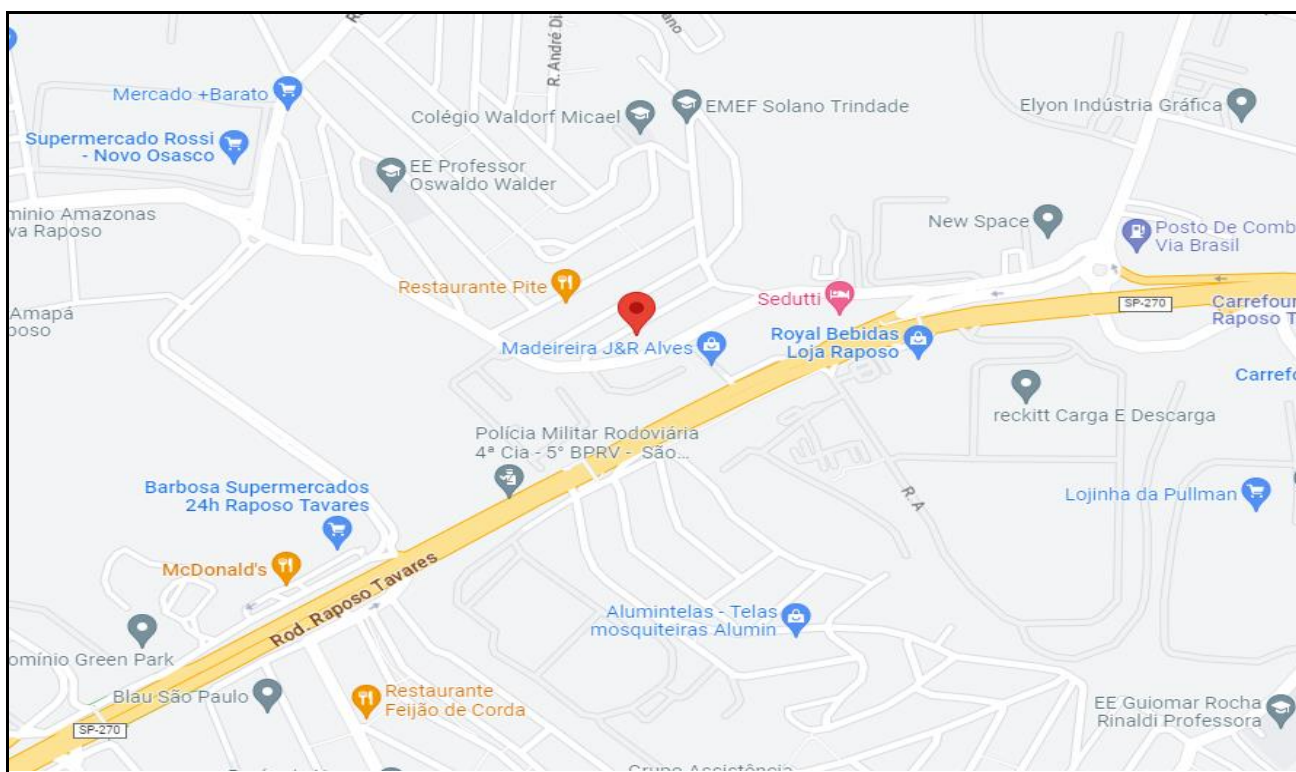 R. André Di
Mercado +Barato
Colégio Waldorf Micael
EMEF Solano Trindade
Elyon Indústria Gráfica
Supermercado Rossi
- Novo Osasco
EE Professor
Oswaldo Walder
minio Amazonas
va Raposo
New Space
Posto De Comb
Via Brasil
Restaurante Pite
Sedutti
SP-270
Carrefour
Raposo T
Amapá
poso
Madeireira J&R Alves
Royal Bebidas
Loja Raposo
Carrefo
reckitt Carga E Descarga
Polícia Militar Rodoviária
4ª Cia - 5° BPRV - São...
Barbosa Supermercados
24h Raposo Tavares
R. A
Lojinha da Pullman
McDonald's
Rod. Raposo Tavares
Alumintelas - Telas
mosquiteiras Alumin
omínio Green Park
Blau São Paulo
Restaurante
Feijão de Corda
EE Guiomar Rocha
Rinaldi Professora
SP-270
Grupo Assistência